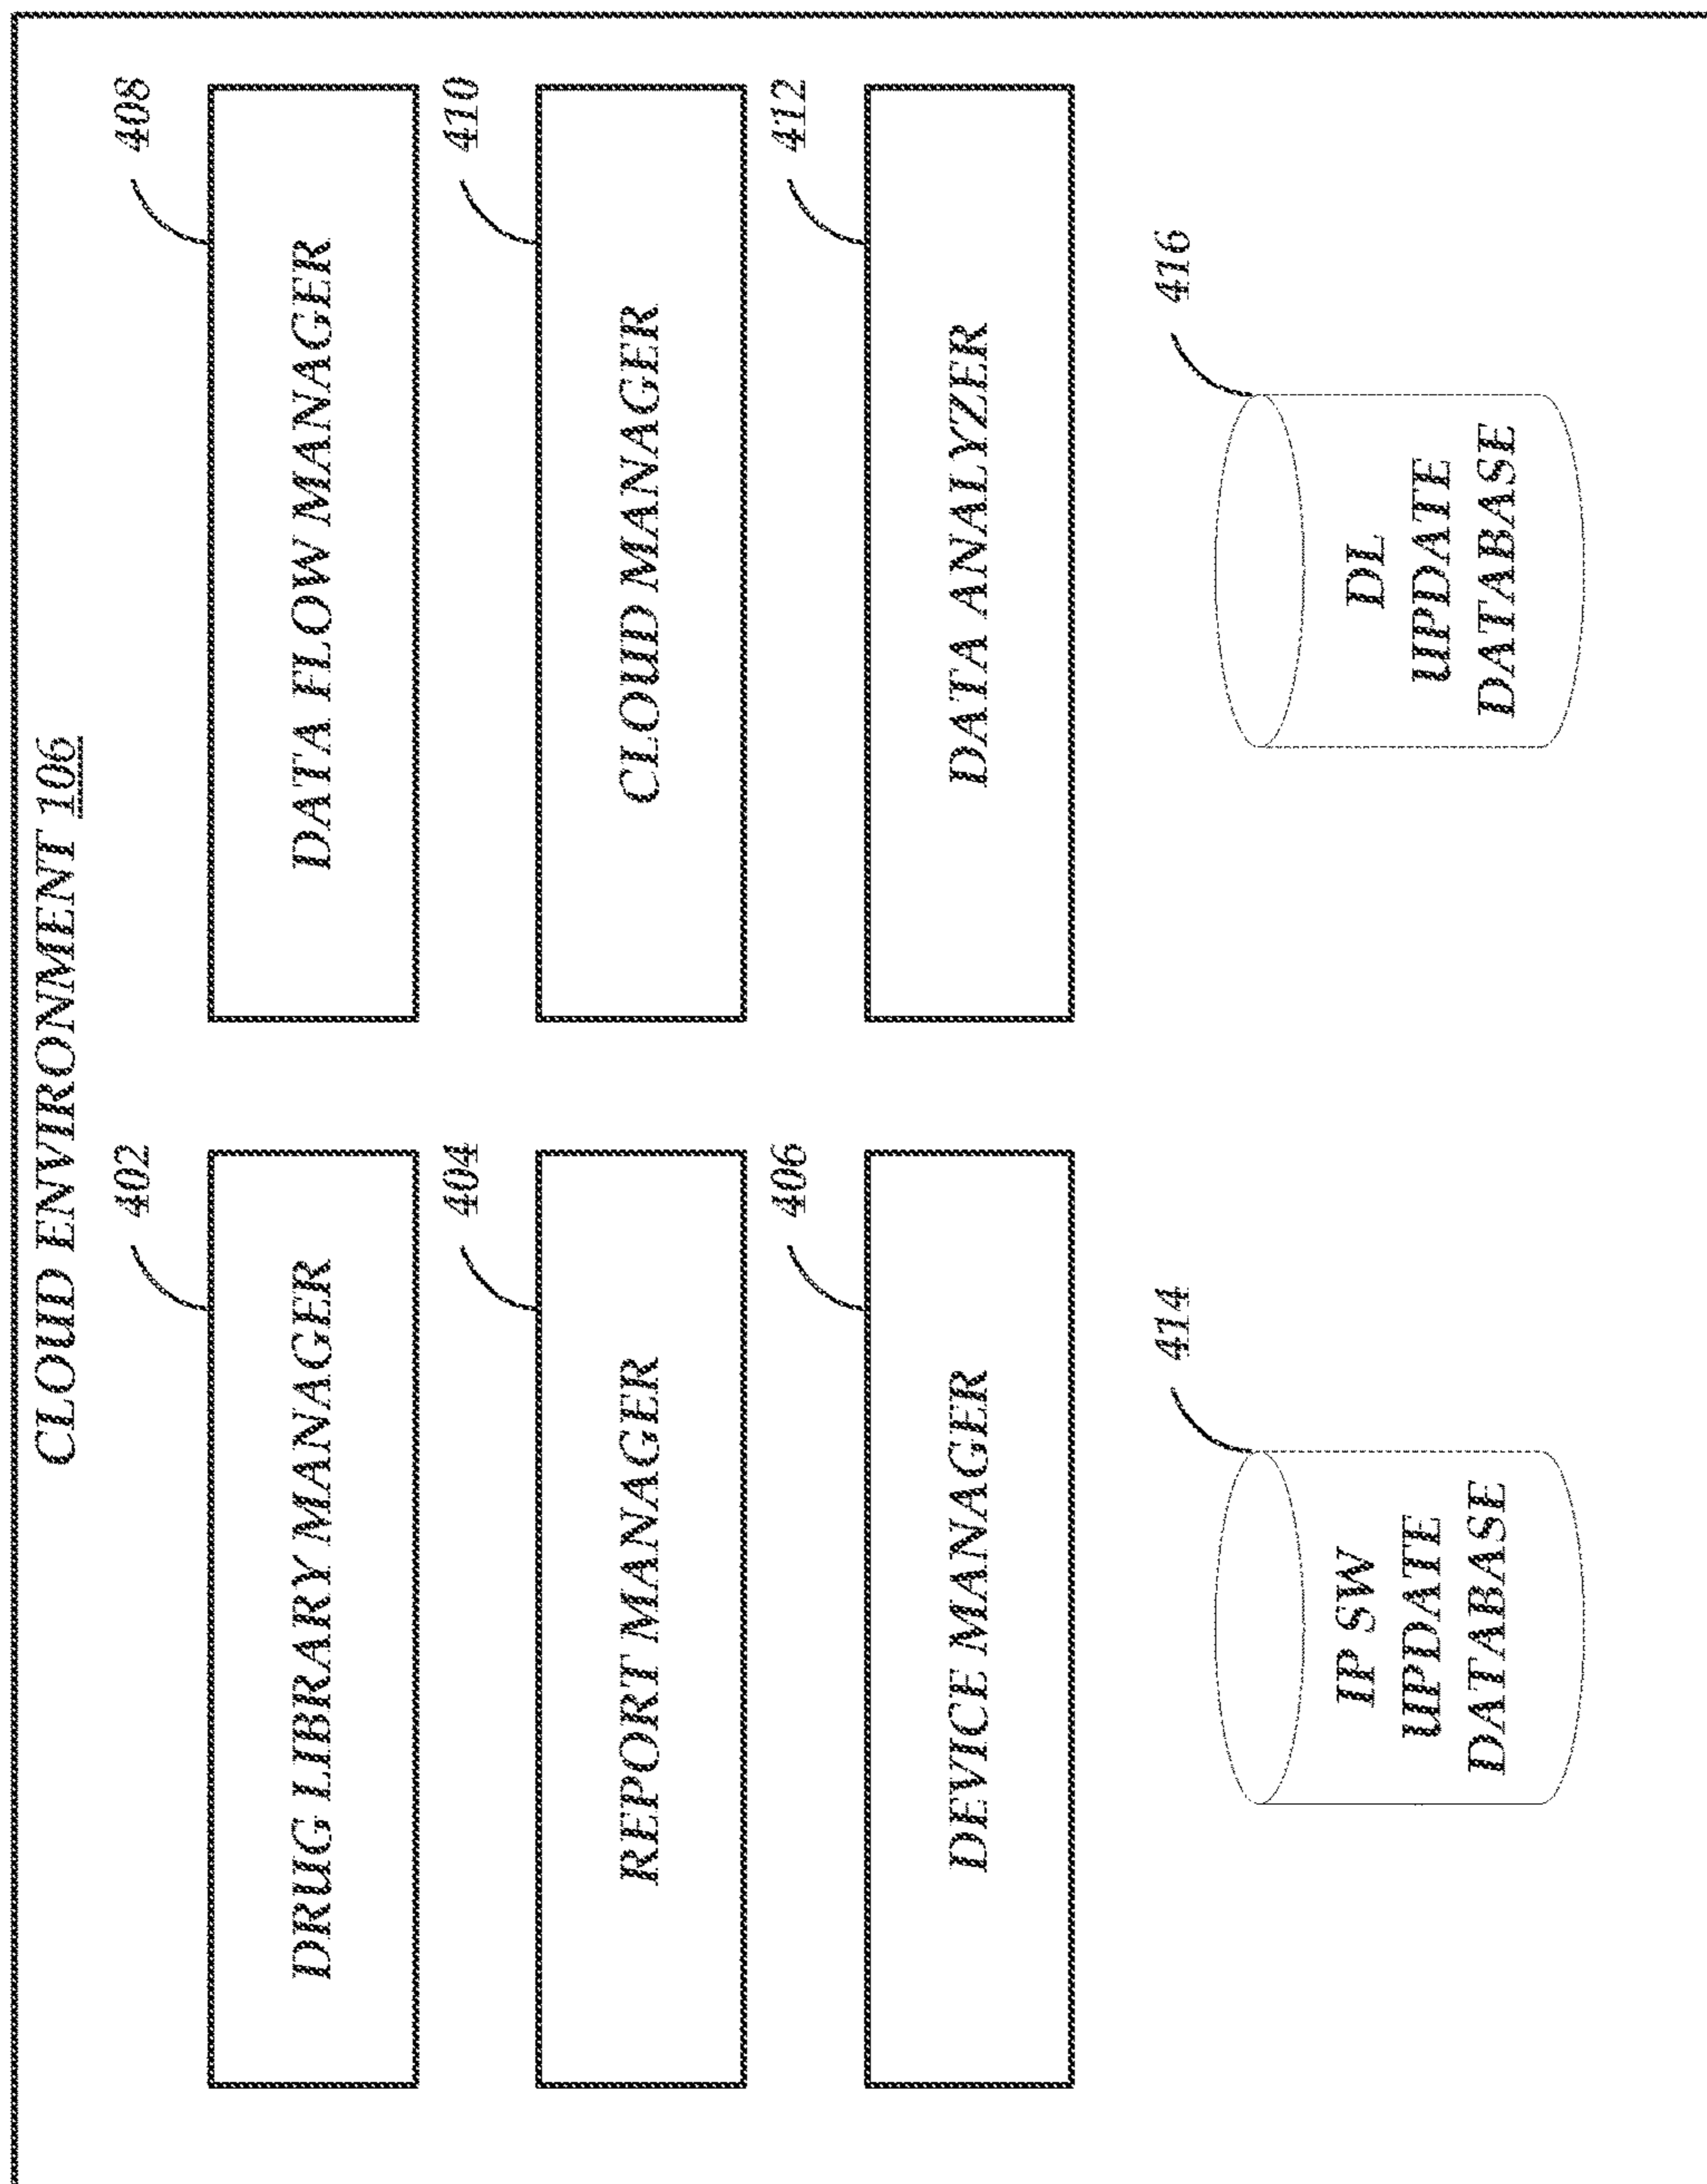 CLOUD ENVIRONMENT 106
402
DRUG LIBRARY MANAGER
408
DATA FLOW MANAGER
404
REPORT MANAGER
410
CLOUD MANAGER
406
DEVICE MANAGER
412
DATA ANALYZER
414
IP SW
UPDATE
DATABASE
416
DL
UPDATE
DATABASE